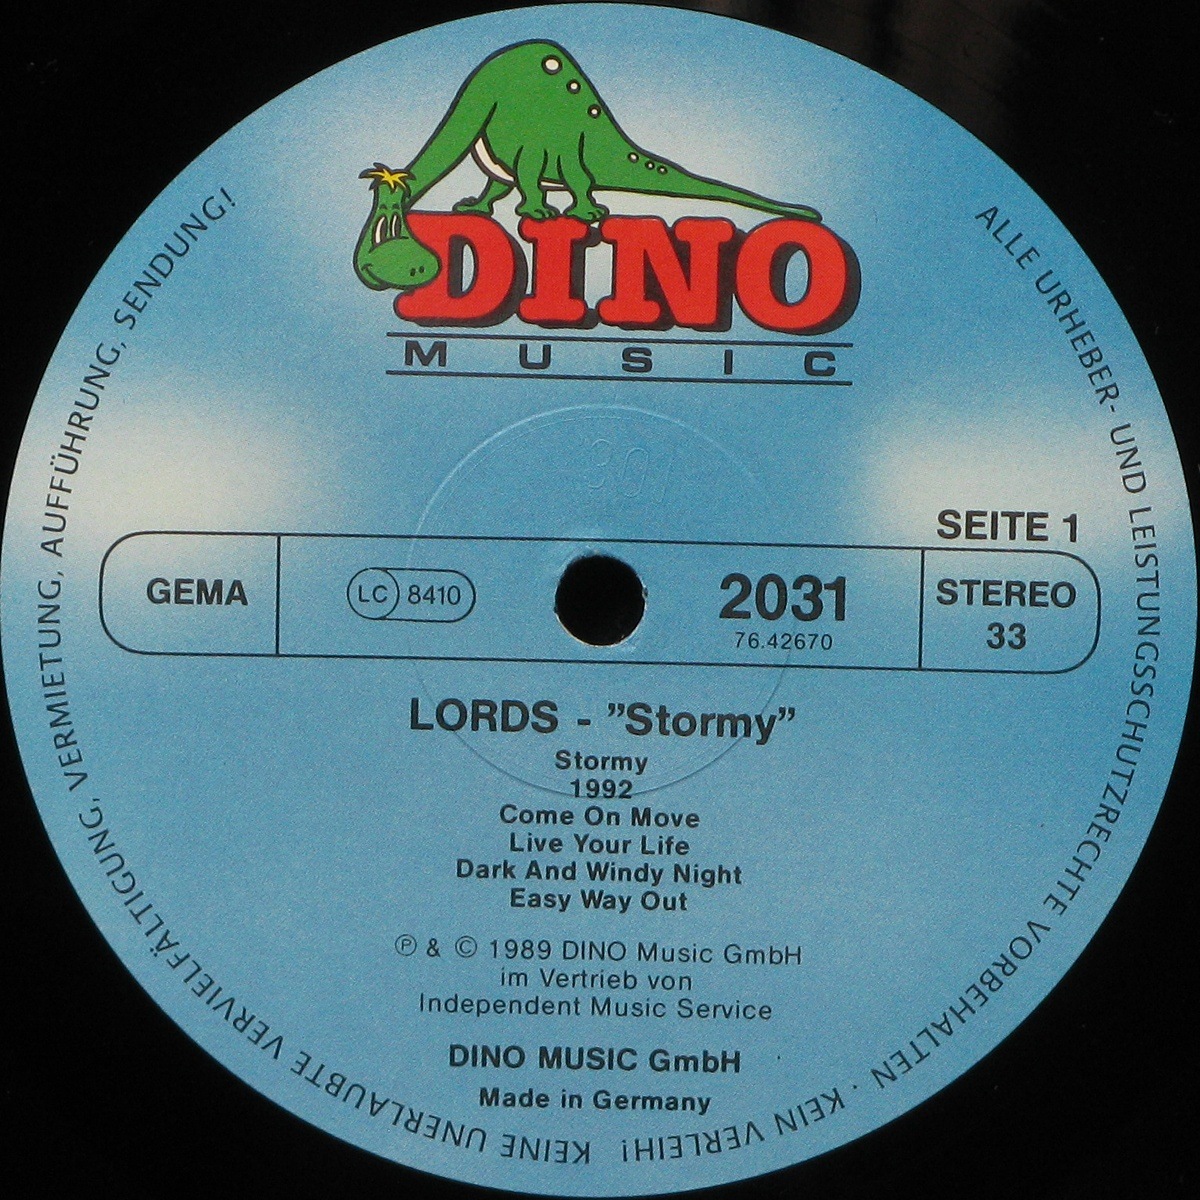 DINO
MUSIC
ALLE URHEBER- UND LEISTUNGSSCHUTZRECHTE VORBEHALTEN · KEIN VERLEIH! KEINE UNERLAUBTE VERVIELFÄLTIGUNG, VERMIETUNG, AUFFÜHRUNG, SENDUNG!
SEITE 1
GEMA
LC 8410
2031
76.42670
STEREO
33
LORDS - ”Stormy”
Stormy
1992
Come On Move
Live Your Life
Dark And Windy Night
Easy Way Out
Ⓟ & © 1989 DINO Music GmbH
im Vertrieb von
Independent Music Service
DINO MUSIC GmbH
Made in Germany